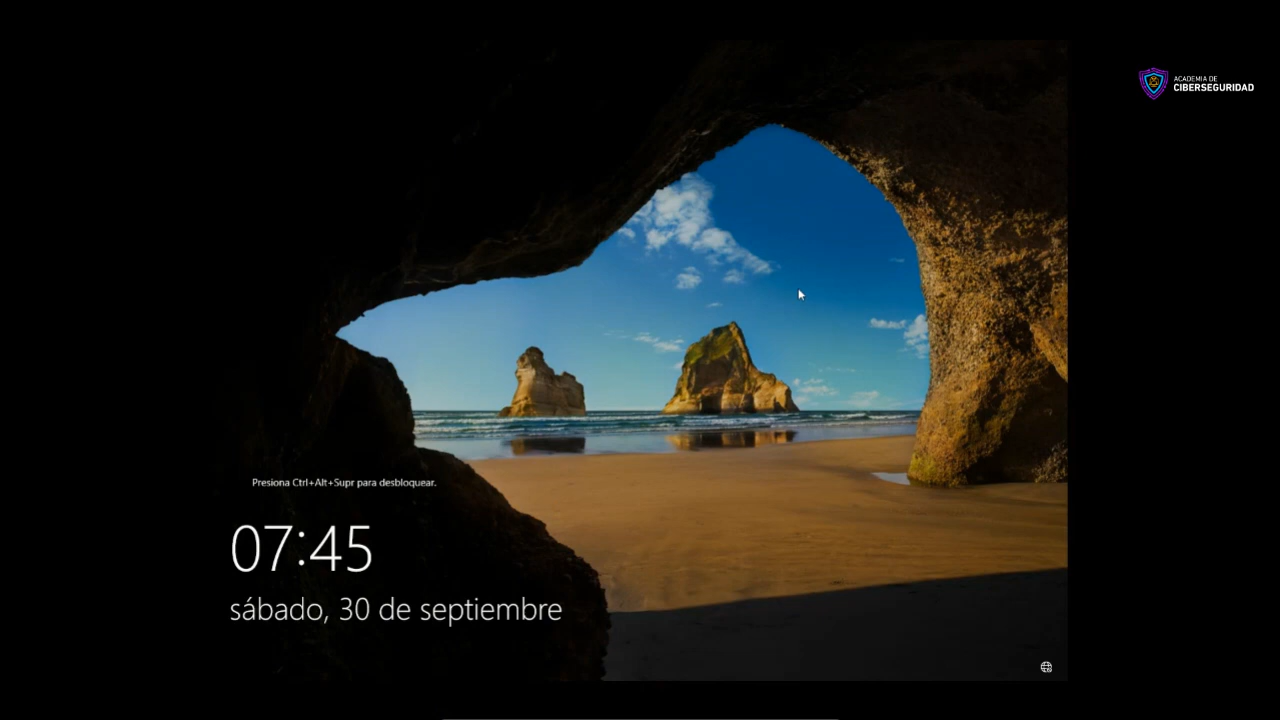 ACADEMIA DE
CIBERSEGURIDAD
Presiona Ctrl+Alt+Supr para desbloquear.
07:45
sábado, 30 de septiembre